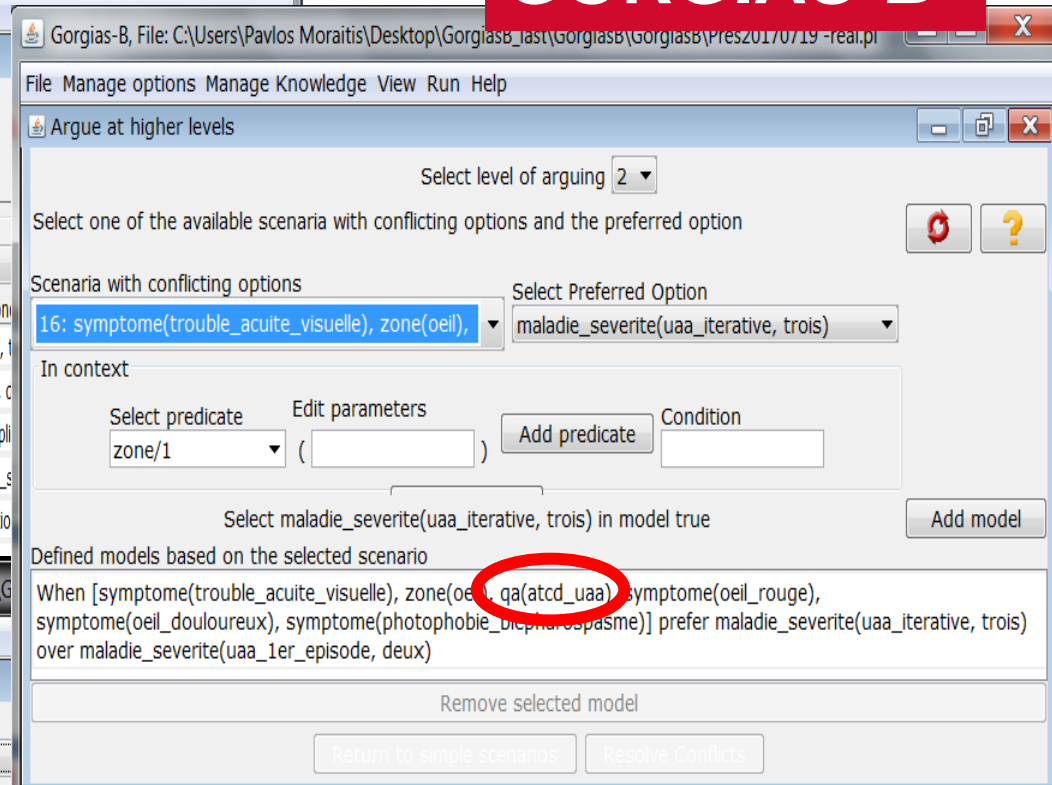 Gorgias-B, File: C:\Users\Pavlos Moraitis\Desktop\GorgiasB_last\GorgiasB\GorgiasB\Pres20170719 -real.pl
X
File Manage options Manage Knowledge View Run Help
Argue at higher levels
X
Select level of arguing 2
Select one of the available scenaria with conflicting options and the preferred option
?
Scenaria with conflicting options
Select Preferred Option
16: symptome(trouble_acuite_visuelle), zone(oeil),
maladie_severite(uaa_iterative, trois)
In context
Select predicate
Edit parameters
Condition
zone/1
(
)
Add predicate
Select maladie_severite(uaa_iterative, trois) in model true
Add model
Defined models based on the selected scenario
When [symptome(trouble_acuite_visuelle), qa(atcd_uaa) symptome(oeil_rouge),
symptome(oeil_douloureux), prefer maladie_severite(uaa_iterative, trois)
over maladie_severite(uaa_1er_episode, deux)
Remove selected model
Return to simple scenarios
Resolve Conflicts